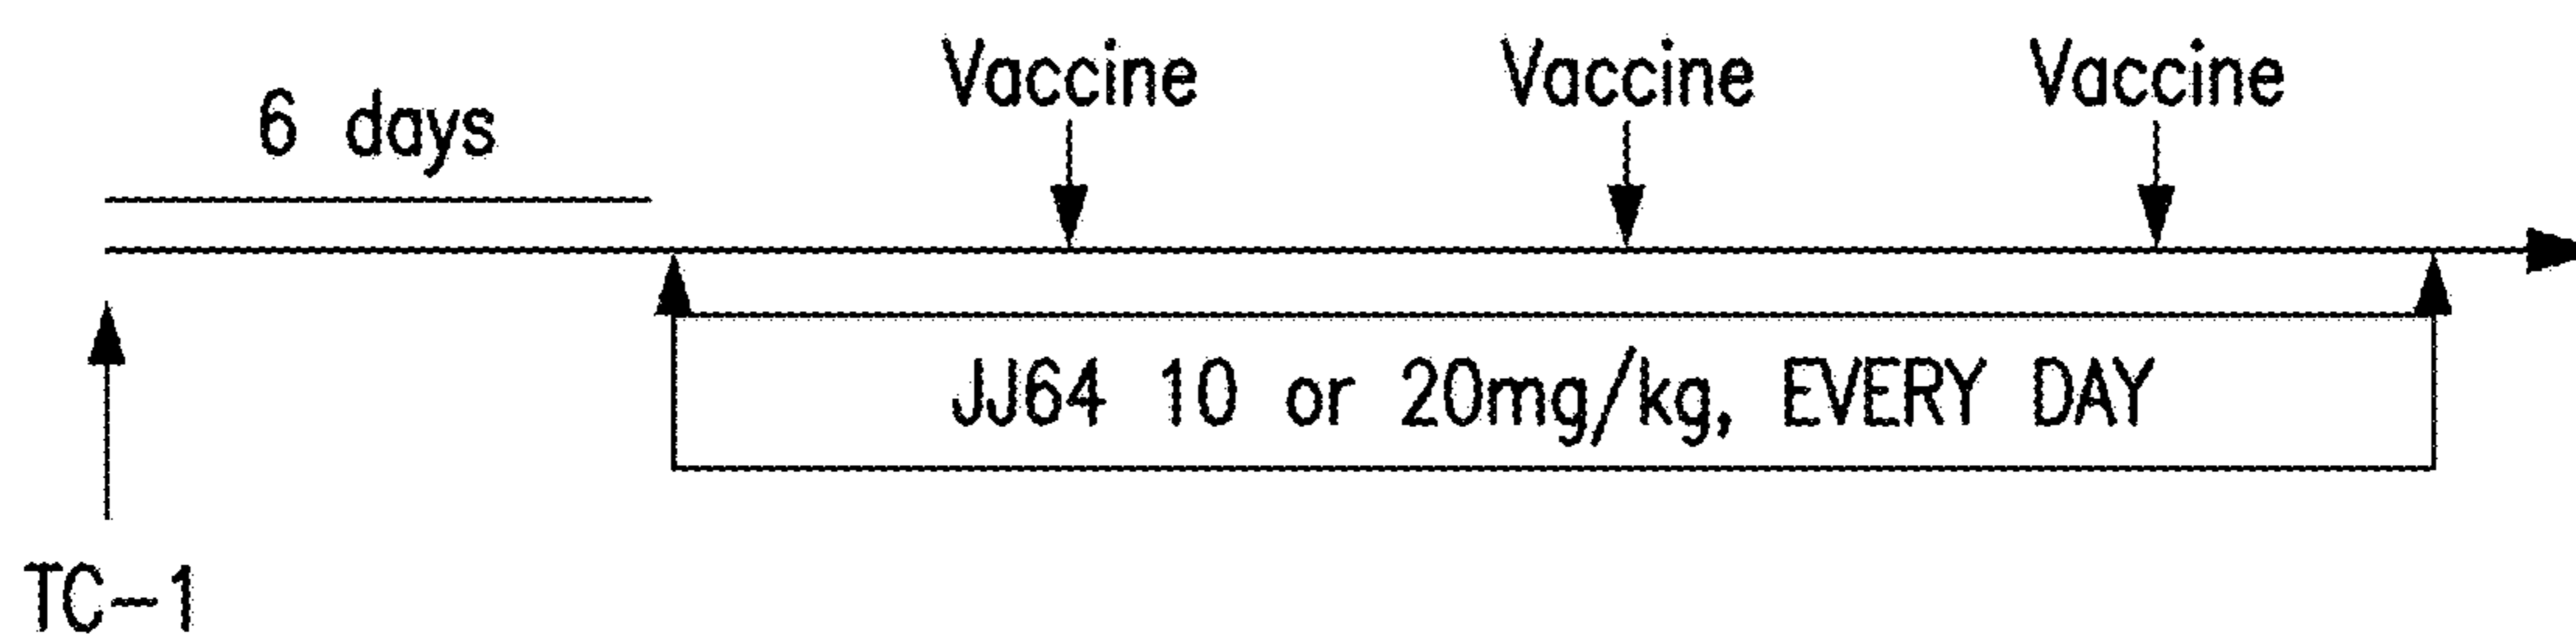 Vaccine Vaccine Vaccine
6 days
JJ64 10 or 20mg/kg, EVERY DAY
TC-1